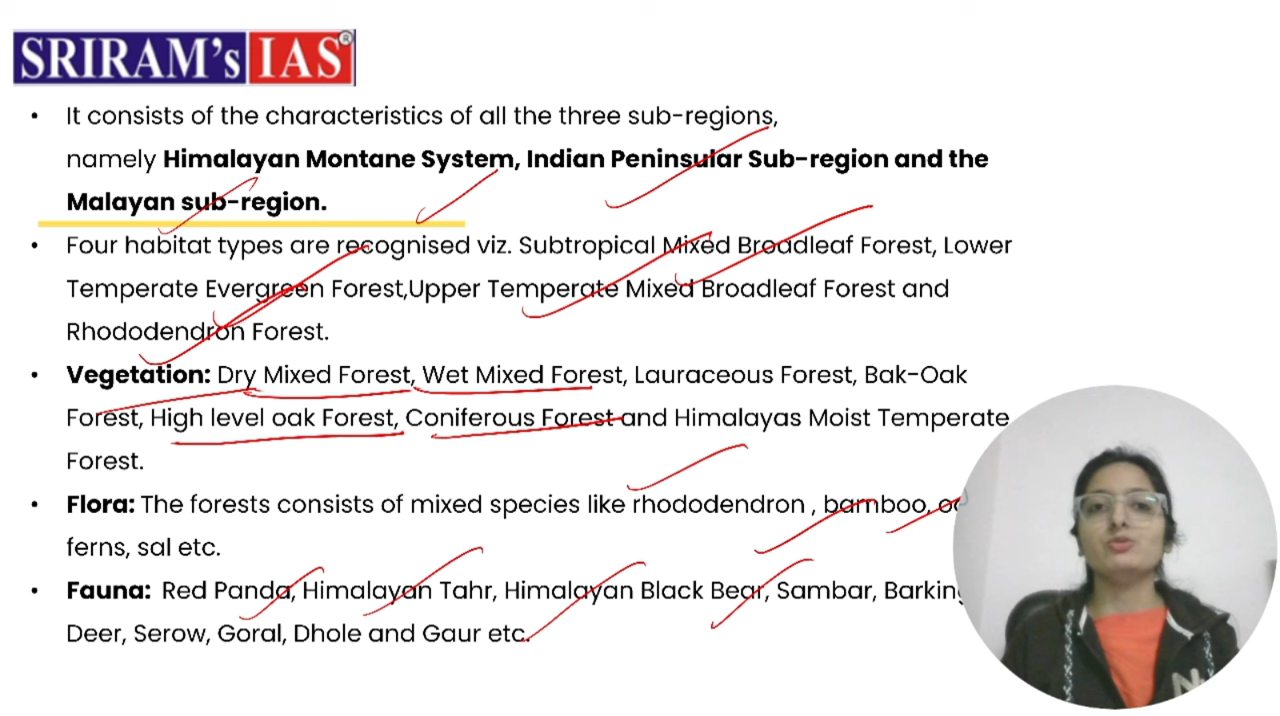 SRIRAM's IAS ®
• It consists of the characteristics of all the three sub-regions,
namely Himalayan Montane System, Indian Peninsular Sub-region and the
Malayan sub-region.
• Four habitat types are recognised viz. Subtropical Mixed Broadleaf Forest, Lower
Temperate Evergreen Forest,Upper Temperate Mixed Broadleaf Forest and
Rhododendron Forest.
• Vegetation: Dry Mixed Forest, Wet Mixed Forest, Lauraceous Forest, Bak-Oak
Forest, High level oak Forest, Coniferous Forest and Himalayas Moist Temperate
Forest.
• Flora: The forests consists of mixed species like rhododendron , bamboo,
ferns, sal etc.
• Fauna: Red Panda, Himalayan Tahr, Himalayan Black Bear, Sambar, Barking
Deer, Serow, Goral, Dhole and Gaur etc.